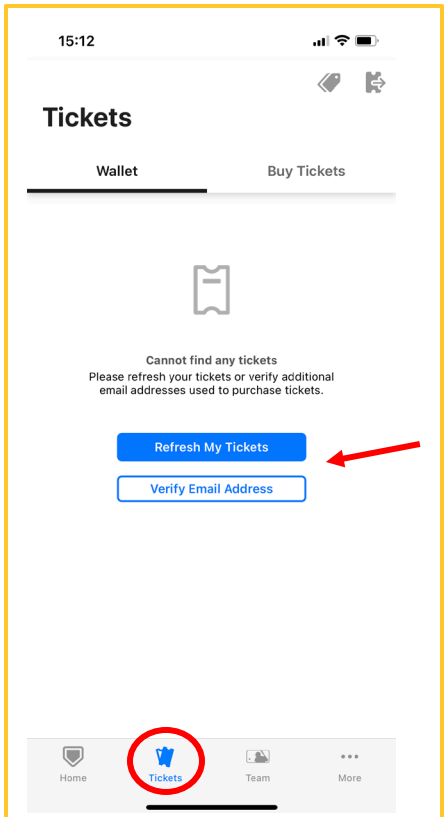 15:12
Tickets
Wallet
Buy Tickets
Cannot find any tickets
Please refresh your tickets or verify additional
email addresses used to purchase tickets.
Refresh My Tickets
Verify Email Address
Home
Tickets
Team
More